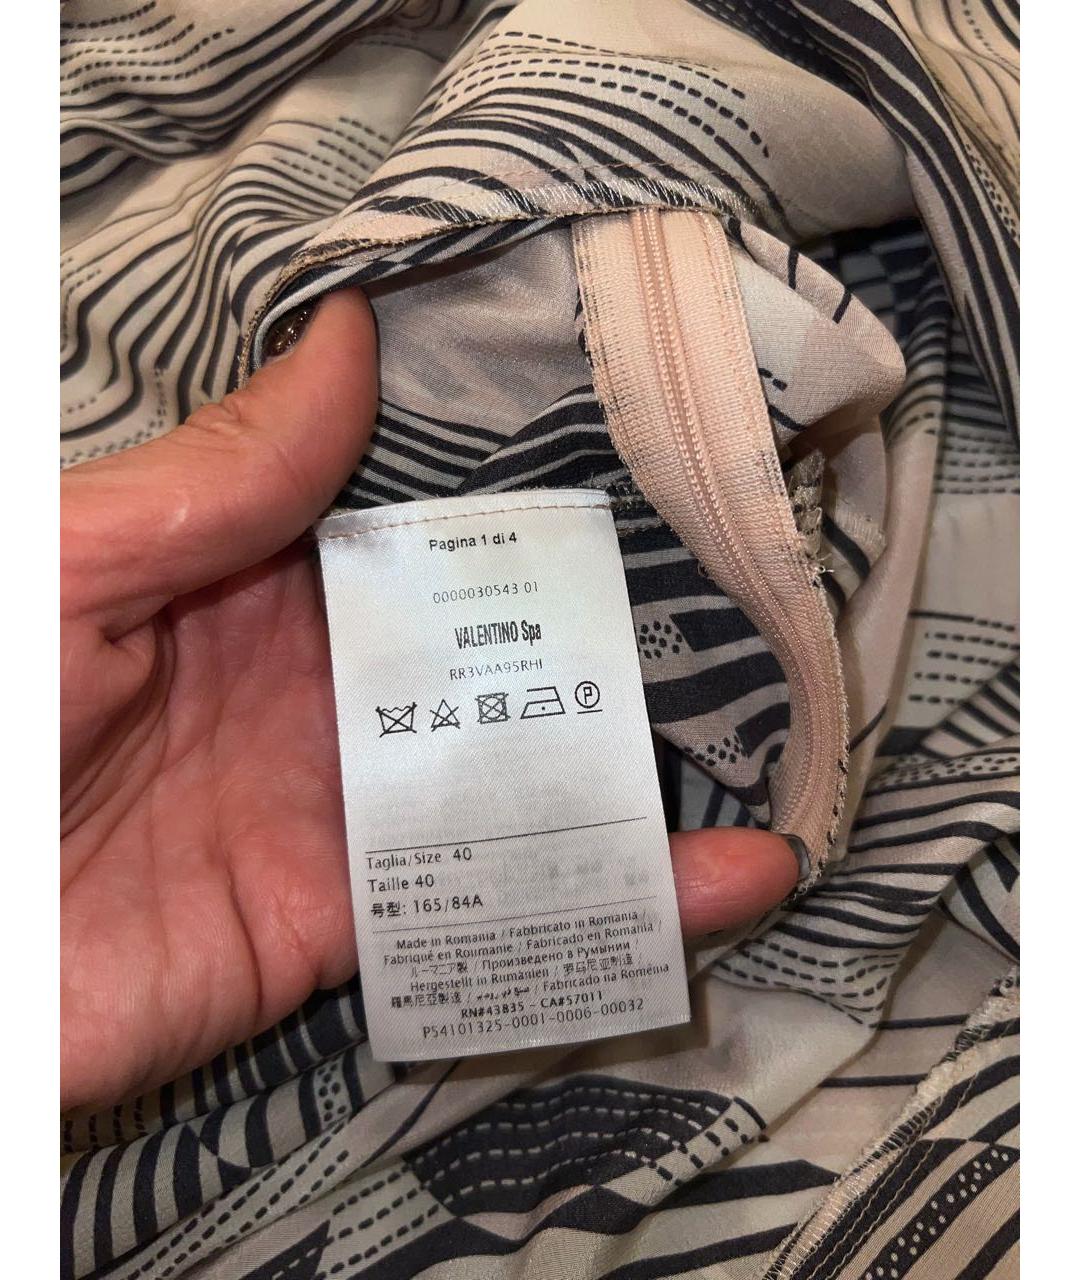 Pagina 1 di 4
0000030543 01
VALENTINO Spa
RR3VAA95RHI
P
Taglia/Size 40
Taille 40
号型: 165/84A
Made in Romania / Fabbricato in Romania /
Fabriqué en Roumanie / Fabricado en Romania /
ルーマニア製 / Произведено в Румынии /
Hergestellt in Rumänien / 罗马尼亚制造 /
羅馬尼亞製造 / / Fabricado na Roménia
RN#43835 - CA#57011
P54101325-0001-0006-00032